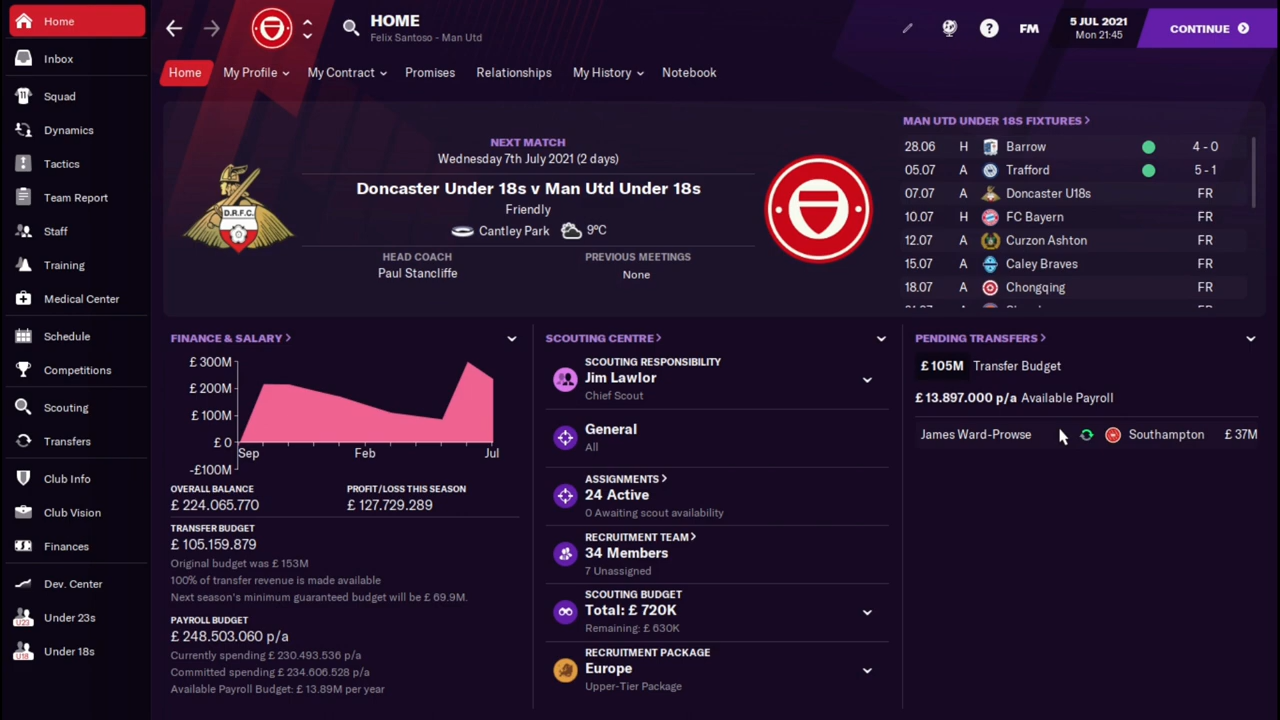 Home
Inbox
Squad
Dynamics
Tactics
Team Report
Staff
Training
Medical Center
Schedule
Competitions
Scouting
Transfers
Club Info
Club Vision
Finances
Dev. Center
Under 23s
Under 18s
HOME
Felix Santoso - Man Utd
FM
5 JUL 2021
Mon 21:45
CONTINUE
Home My Profile My Contract Promises Relationships My History Notebook
NEXT MATCH
Wednesday 7th July 2021 (2 days)
Doncaster Under 18s v Man Utd Under 18s
Friendly
Cantley Park 9°C
HEAD COACH
Paul Stancliffe
PREVIOUS MEETINGS
None
D.R.F.C.
MAN UTD UNDER 18S FIXTURES >
28.06 H Barrow 4 - 0
05.07 A Trafford 5 - 1
07.07 A Doncaster U18s FR
10.07 H FC Bayern FR
12.07 A Curzon Ashton FR
15.07 A Caley Braves FR
18.07 A Chongqing FR
FINANCE & SALARY >
£ 300M
£ 200M
£ 100M
£ 0
-£100M
Sep Feb Jul
OVERALL BALANCE
£ 224.065.770
PROFIT/LOSS THIS SEASON
£ 127.729.289
TRANSFER BUDGET
£ 105.159.879
Original budget was £ 153M
100% of transfer revenue is made available
Next season's minimum guaranteed budget will be £ 69.9M.
PAYROLL BUDGET
£ 248.503.060 p/a
Currently spending £ 230.493.536 p/a
Committed spending £ 234.606.528 p/a
Available Payroll Budget: £ 13.89M per year
SCOUTING CENTRE >
SCOUTING RESPONSIBILITY
Jim Lawlor
Chief Scout
General
All
ASSIGNMENTS >
24 Active
0 Awaiting scout availability
RECRUITMENT TEAM >
34 Members
7 Unassigned
SCOUTING BUDGET
Total: £ 720K
Remaining: £ 630K
RECRUITMENT PACKAGE
Europe
Upper-Tier Package
PENDING TRANSFERS >
£ 105M Transfer Budget
£ 13.897.000 p/a Available Payroll
James Ward-Prowse Southampton £ 37M